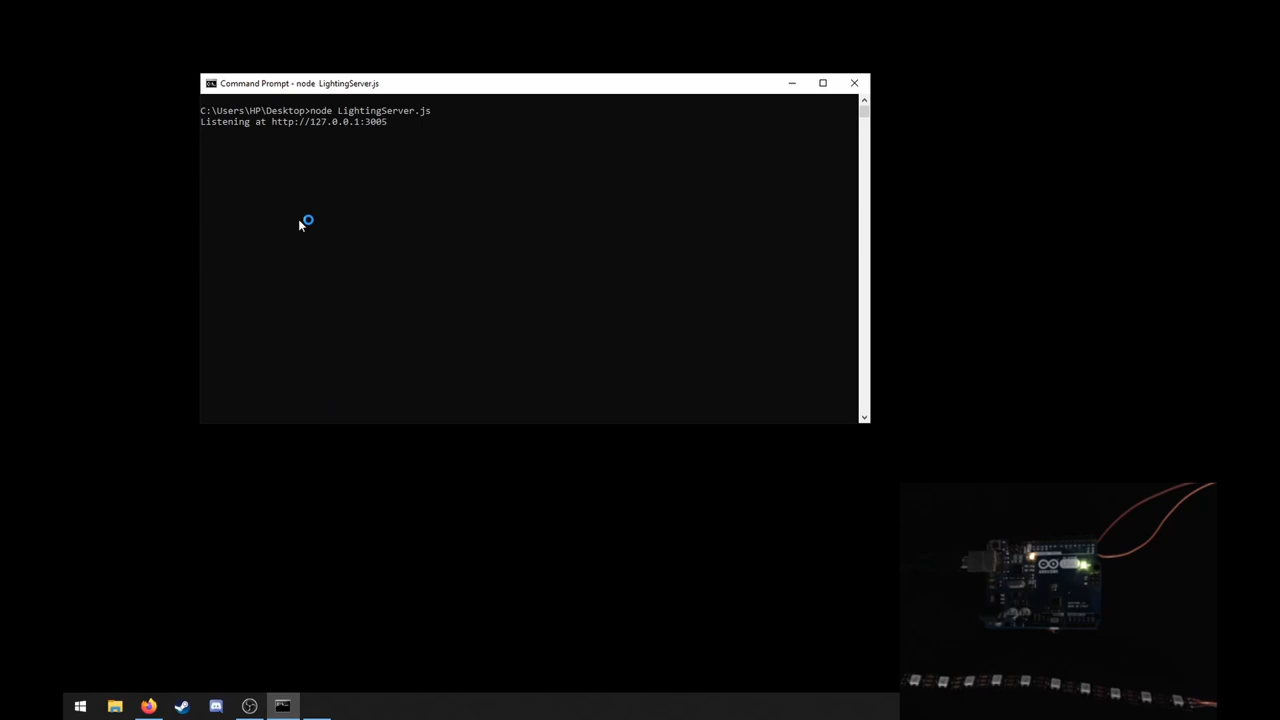 Command Prompt - node  LightingServer.js
C:\Users\HP\Desktop>node LightingServer.js
Listening at http://127.0.0.1:3005